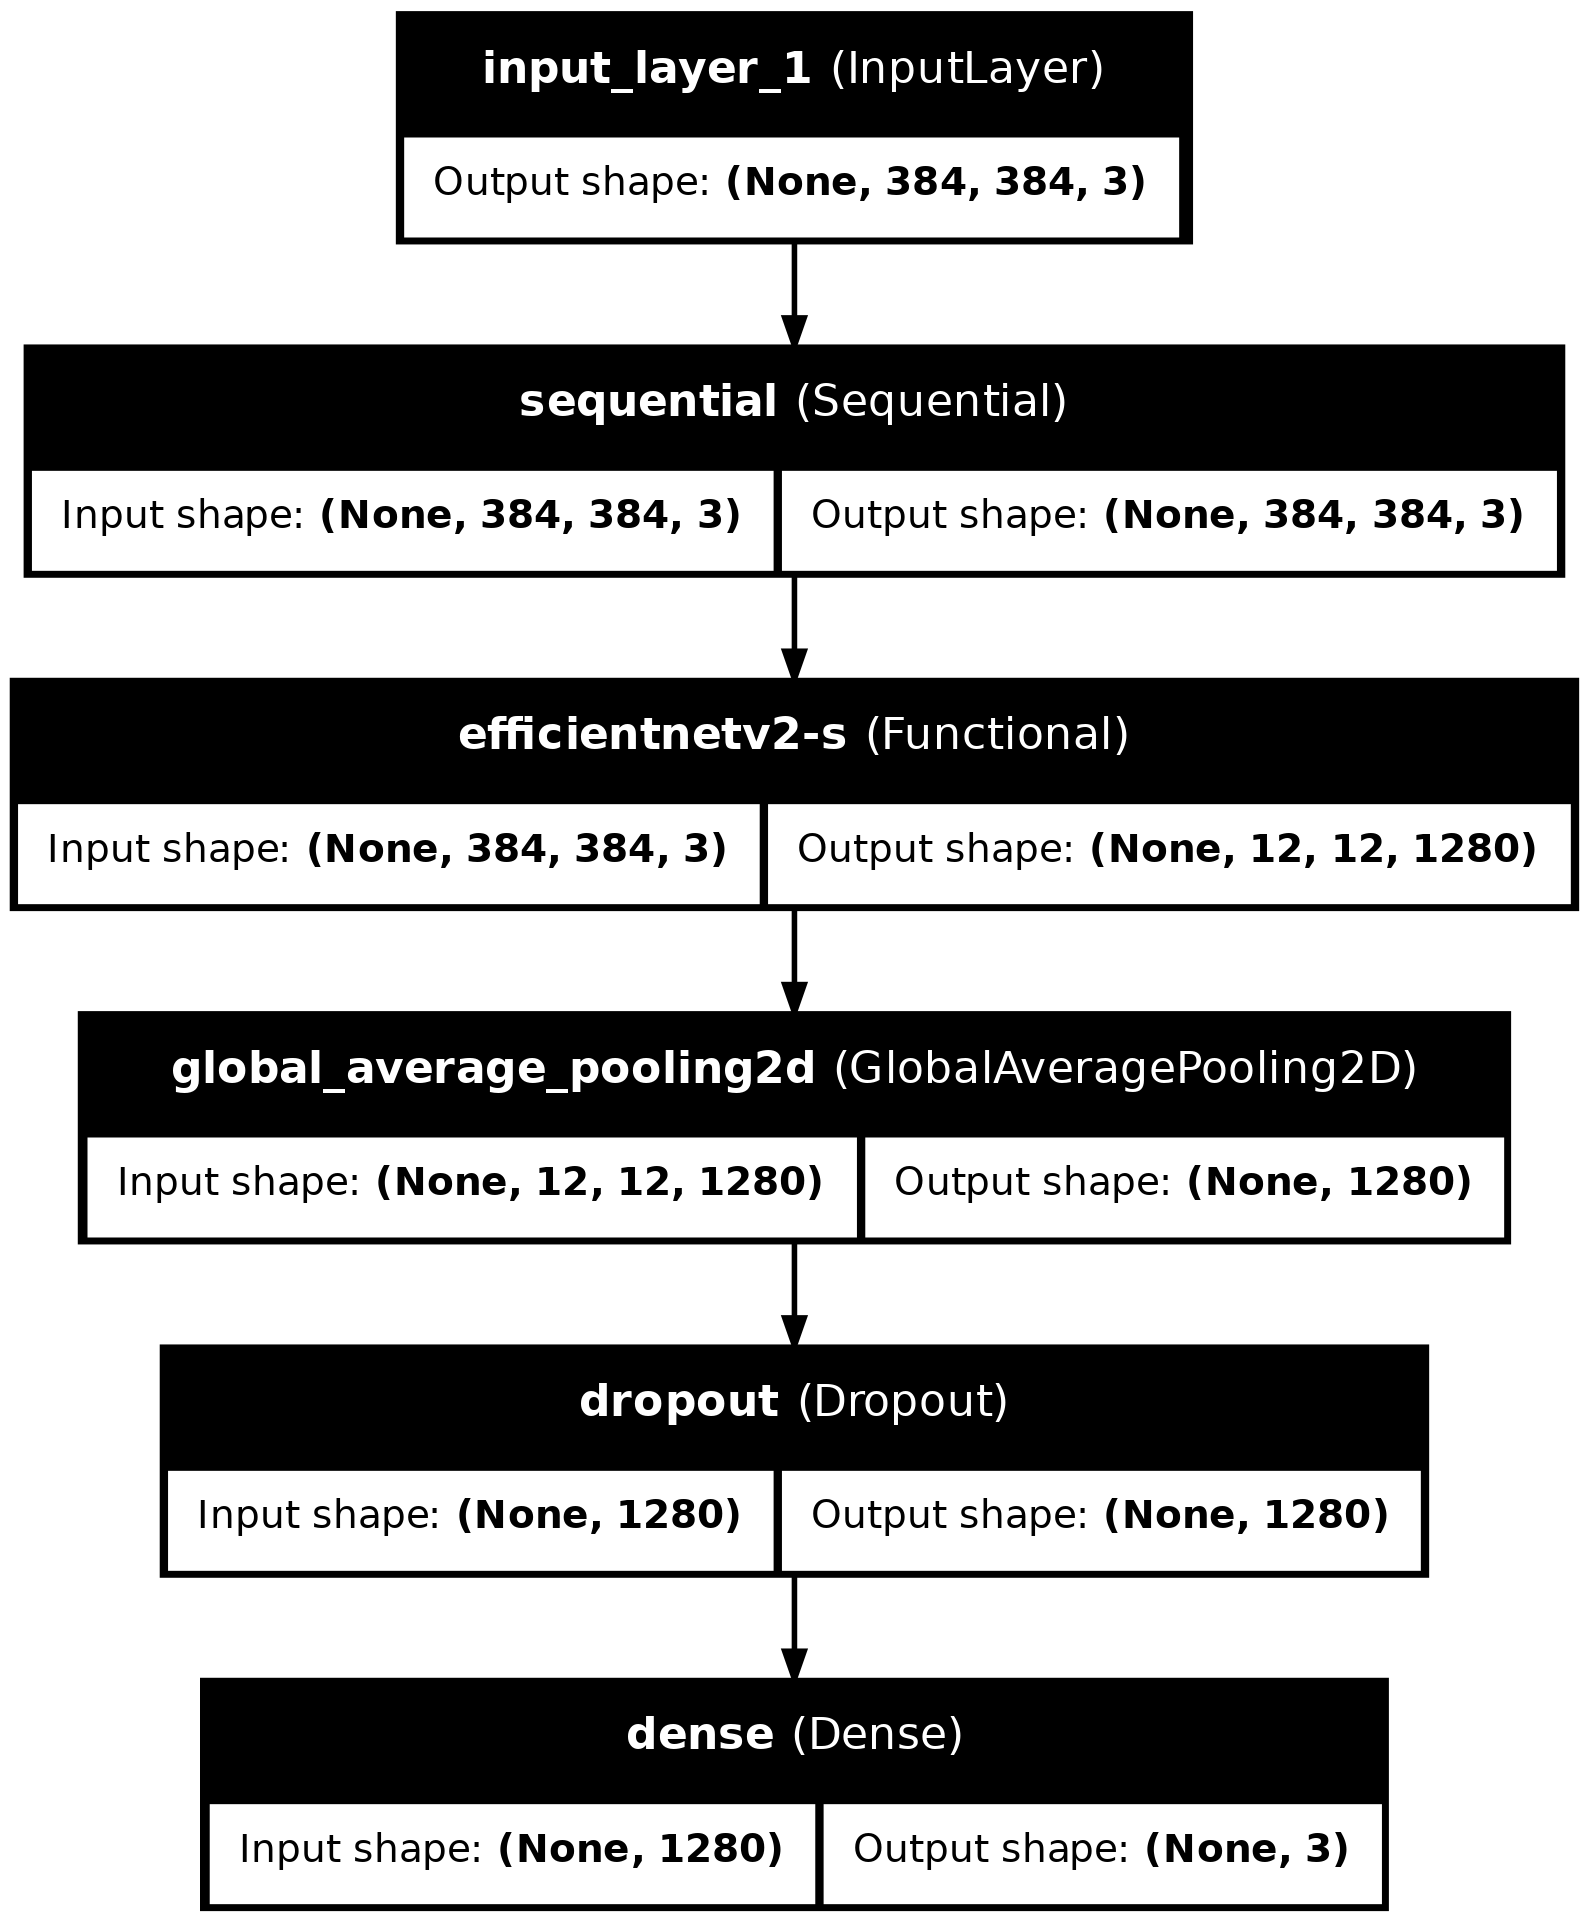 input_layer_1 (InputLayer)
Output shape: (None, 384, 384, 3)
sequential (Sequential)
Input shape: (None, 384, 384, 3) Output shape: (None, 384, 384, 3)
efficientnetv2-s (Functional)
Input shape: (None, 384, 384, 3) Output shape: (None, 12, 12, 1280)
global_average_pooling2d (GlobalAveragePooling2D)
Input shape: (None, 12, 12, 1280) Output shape: (None, 1280)
dropout (Dropout)
Input shape: (None, 1280) Output shape: (None, 1280)
dense (Dense)
Input shape: (None, 1280) Output shape: (None, 3)